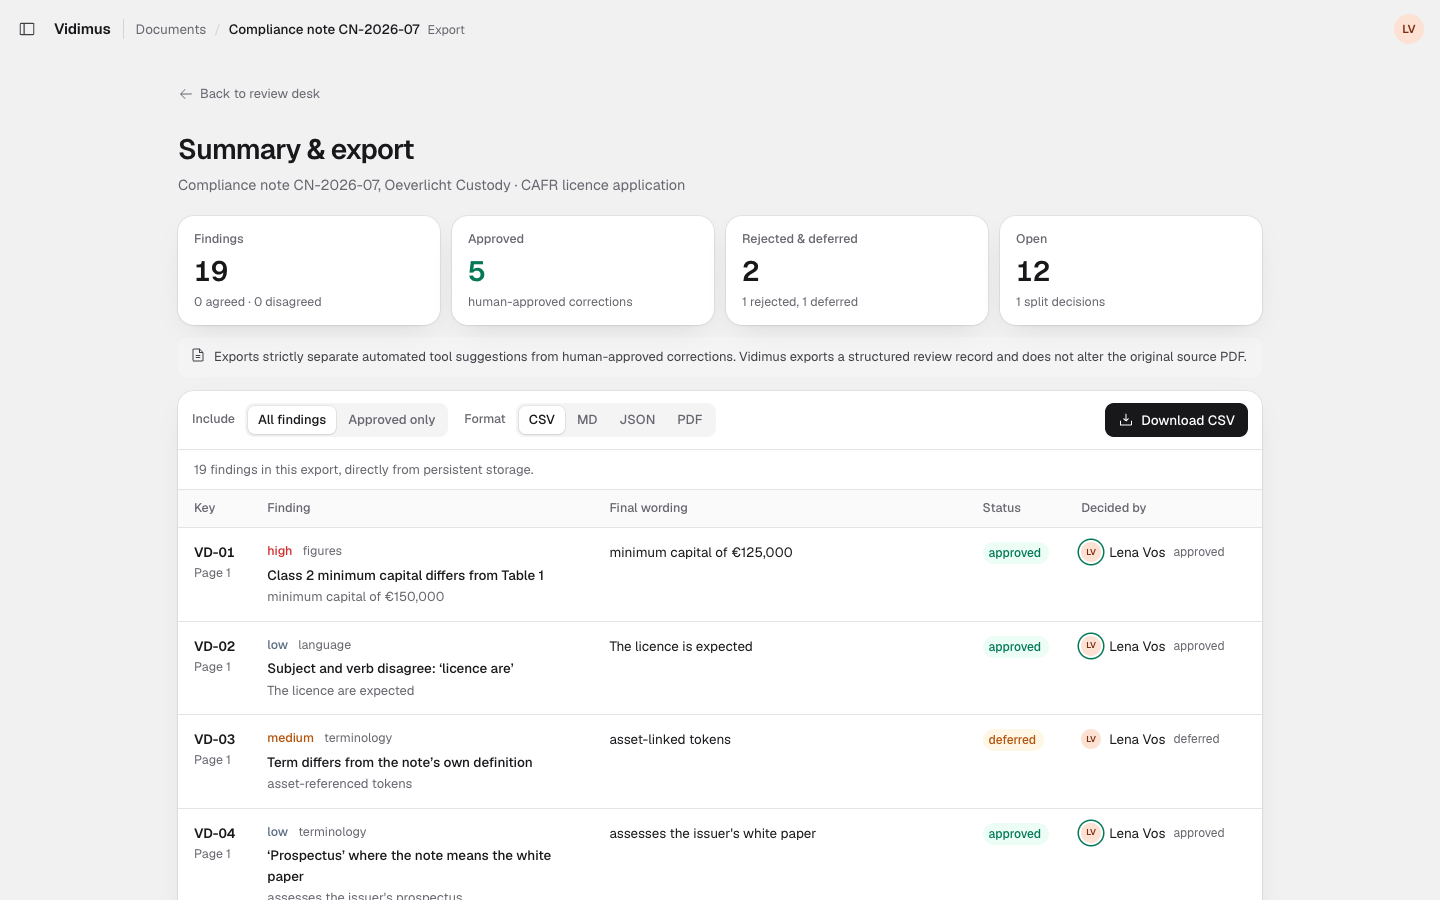 Vidimus
Documents / Compliance note CN-2026-07 Export
LV
Back to review desk
Summary & export
Compliance note CN-2026-07, Oeverlicht Custody · CAFR licence application
Findings
19
0 agreed · 0 disagreed
Approved
5
human-approved corrections
Rejected & deferred
2
1 rejected, 1 deferred
Open
12
1 split decisions
Exports strictly separate automated tool suggestions from human-approved corrections. Vidimus exports a structured review record and does not alter the original source PDF.
Include All findings Approved only Format CSV MD JSON PDF Download CSV
19 findings in this export, directly from persistent storage.
Key Finding Final wording Status Decided by
VD-01 high figures minimum capital of €125,000 approved LV Lena Vos approved
Page 1
Class 2 minimum capital differs from Table 1
minimum capital of €150,000
VD-02 low language The licence is expected approved LV Lena Vos approved
Page 1
Subject and verb disagree: ‘licence are’
The licence are expected
VD-03 medium terminology asset-linked tokens deferred LV Lena Vos deferred
Page 1
Term differs from the note’s own definition
asset-referenced tokens
VD-04 low terminology assesses the issuer's white paper approved LV Lena Vos approved
Page 1
‘Prospectus’ where the note means the white
paper
assesses the issuer's prospectus